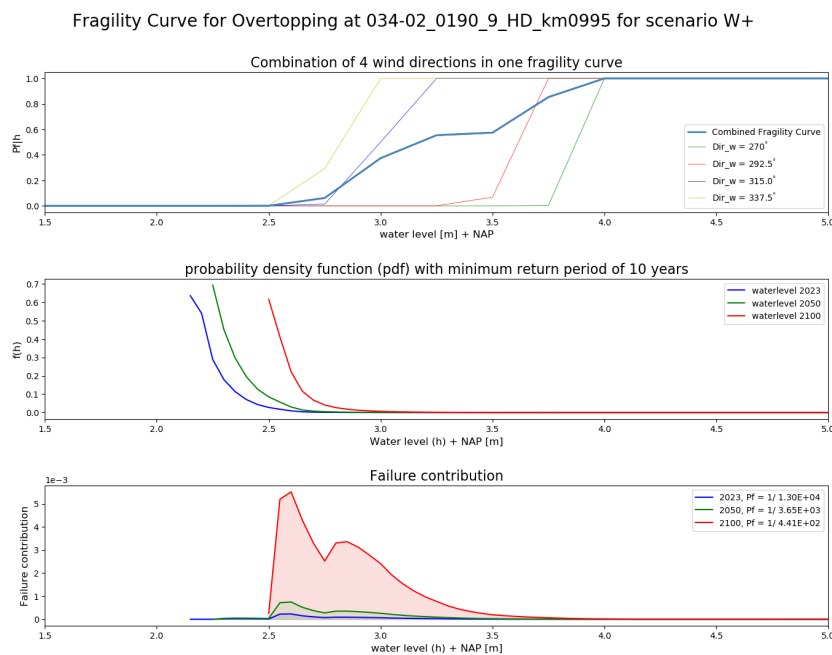 Fragility Curve for Overtopping at 034-02_0190_9_HD_km0995 for scenario W+
Combination of 4 wind directions in one fragility curve
1.0
0.8
0.6
0.4
0.2
0.0
Pf|h
Combined Fragility Curve
Dir_w = 270°
Dir_w = 292.5°
Dir_w = 315.0°
Dir_w = 337.5°
1.5 2.0 2.5 3.0 3.5 4.0 4.5 5.0
water level [m] + NAP
probability density function (pdf) with minimum return period of 10 years
0.7
0.6
0.5
0.4
0.3
0.2
0.1
0.0
f(h)
waterlevel 2023
waterlevel 2050
waterlevel 2100
1.5 2.0 2.5 3.0 3.5 4.0 4.5 5.0
Water level (h) + NAP [m]
Failure contribution
1e−3
5
4
3
2
1
0
Failure contribution
2023, Pf = 1/ 1.30E+04
2050, Pf = 1/ 3.65E+03
2100, Pf = 1/ 4.41E+02
1.5 2.0 2.5 3.0 3.5 4.0 4.5 5.0
water level (h) + NAP [m]